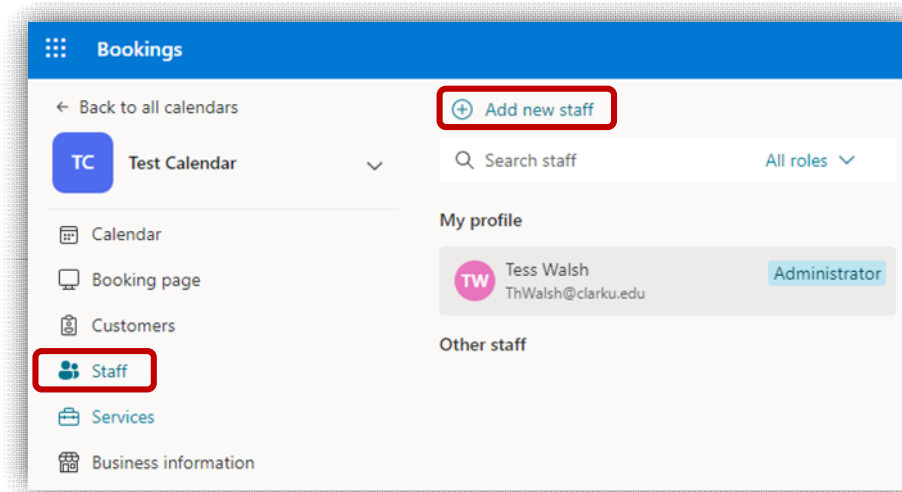 Bookings
Back to all calendars
TC Test Calendar
Calendar
Booking page
Customers
Staff
Services
Business information
Add new staff
Search staff All roles
My profile
TW Tess Walsh Administrator
ThWalsh@clarku.edu
Other staff